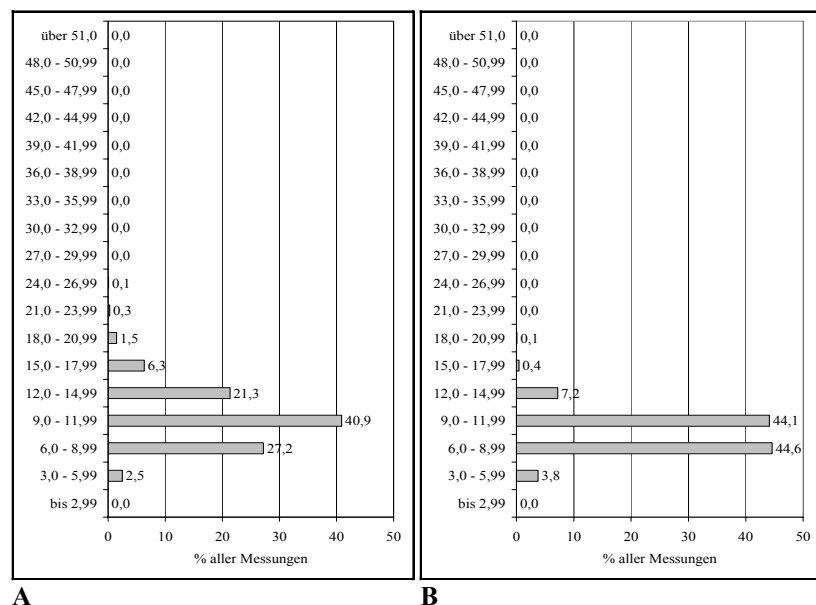 über 51,0 0,0
48,0 - 50,99 0,0
45,0 - 47,99 0,0
42,0 - 44,99 0,0
39,0 - 41,99 0,0
36,0 - 38,99 0,0
33,0 - 35,99 0,0
30,0 - 32,99 0,0
27,0 - 29,99 0,0
24,0 - 26,99 0,1
21,0 - 23,99 0,3
18,0 - 20,99 1,5
15,0 - 17,99 6,3
12,0 - 14,99 21,3
9,0 - 11,99 40,9
6,0 - 8,99 27,2
3,0 - 5,99 2,5
bis 2,99 0,0
0 10 20 30 40 50
% aller Messungen
A
über 51,0 0,0
48,0 - 50,99 0,0
45,0 - 47,99 0,0
42,0 - 44,99 0,0
39,0 - 41,99 0,0
36,0 - 38,99 0,0
33,0 - 35,99 0,0
30,0 - 32,99 0,0
27,0 - 29,99 0,0
24,0 - 26,99 0,0
21,0 - 23,99 0,0
18,0 - 20,99 0,1
15,0 - 17,99 0,4
12,0 - 14,99 7,2
9,0 - 11,99 44,1
6,0 - 8,99 44,6
3,0 - 5,99 3,8
bis 2,99 0,0
0 10 20 30 40 50
% aller Messungen
B